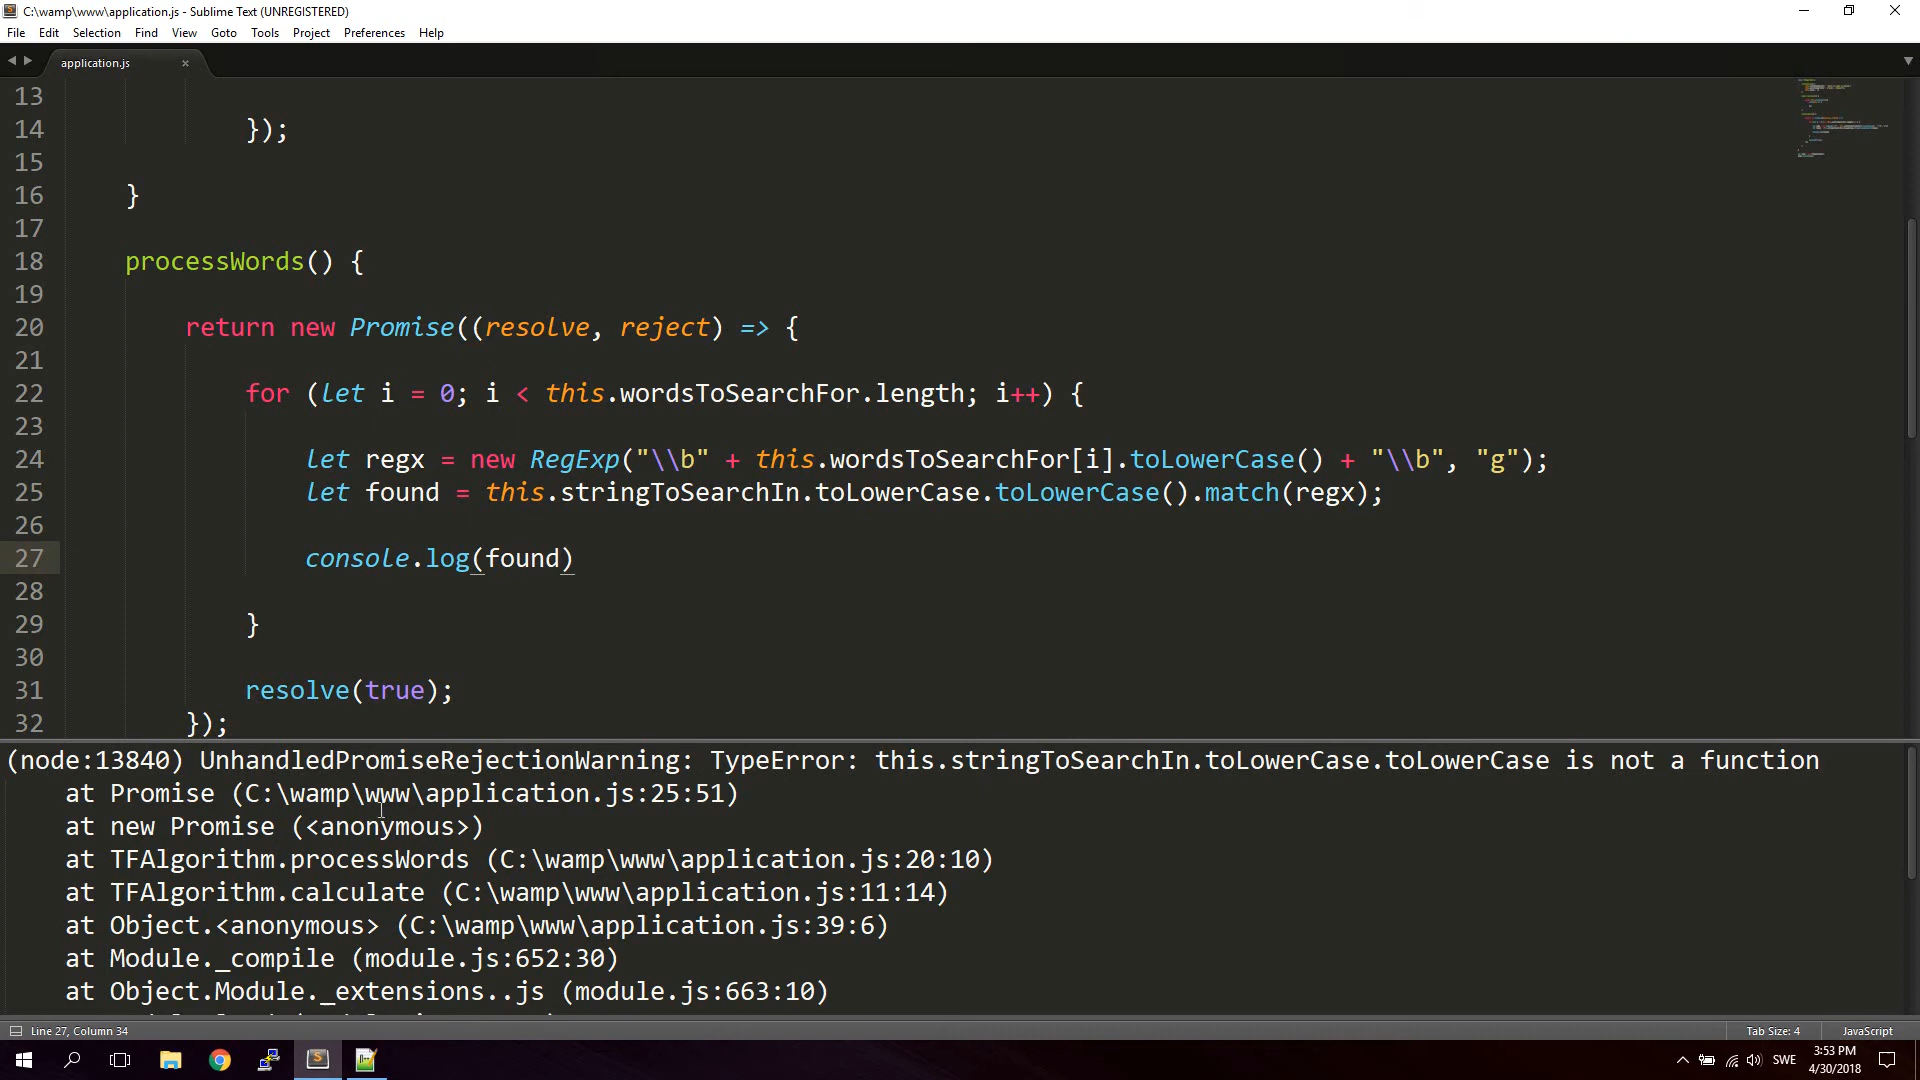 C:\wamp\www\application.js - Sublime Text (UNREGISTERED)
File Edit Selection Find View Goto Tools Project Preferences Help
application.js
13
14 });
15
16 }
17
18 processWords() {
19
20 return new Promise((resolve, reject) => {
21
22 for (let i = 0; i < this.wordsToSearchFor.length; i++) {
23
24 let regx = new RegExp("\\b" + this.wordsToSearchFor[i].toLowerCase() + "\\b", "g");
25 let found = this.stringToSearchIn.toLowerCase.toLowerCase().match(regx);
26
27 console.log(found)
28
29 }
30
31 resolve(true);
32 });
(node:13840) UnhandledPromiseRejectionWarning: TypeError: this.stringToSearchIn.toLowerCase.toLowerCase is not a function
at Promise (C:\wamp\www\application.js:25:51)
at new Promise (<anonymous>)
at TFAlgorithm.processWords (C:\wamp\www\application.js:20:10)
at TFAlgorithm.calculate (C:\wamp\www\application.js:11:14)
at Object.<anonymous> (C:\wamp\www\application.js:39:6)
at Module._compile (module.js:652:30)
at Object.Module._extensions..js (module.js:663:10)
Line 27, Column 34 Tab Size: 4 JavaScript
SWE 3:53 PM
4/30/2018